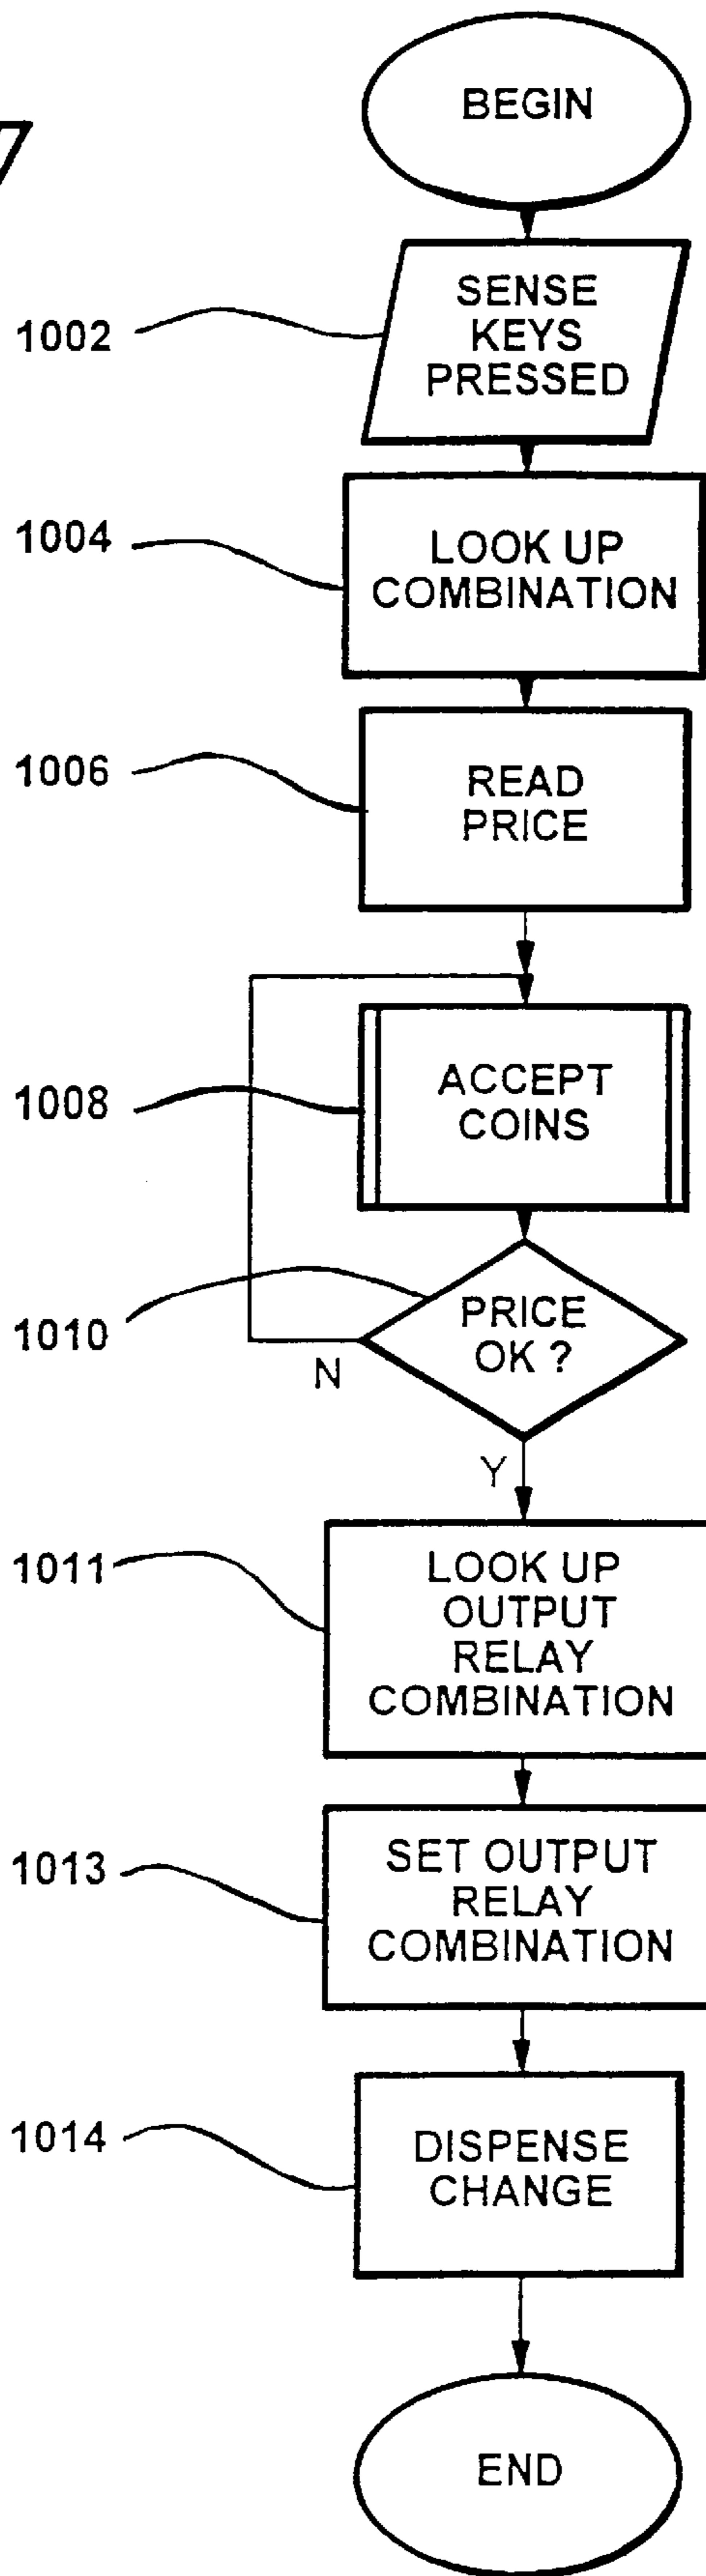 7
BEGIN
1002
SENSE
KEYS
PRESSED
1004
LOOK UP
COMBINATION
1006
READ
PRICE
1008
ACCEPT
COINS
1010
PRICE
OK ?
N
Y
1011
LOOK UP
OUTPUT
RELAY
COMBINATION
1013
SET OUTPUT
RELAY
COMBINATION
1014
DISPENSE
CHANGE
END